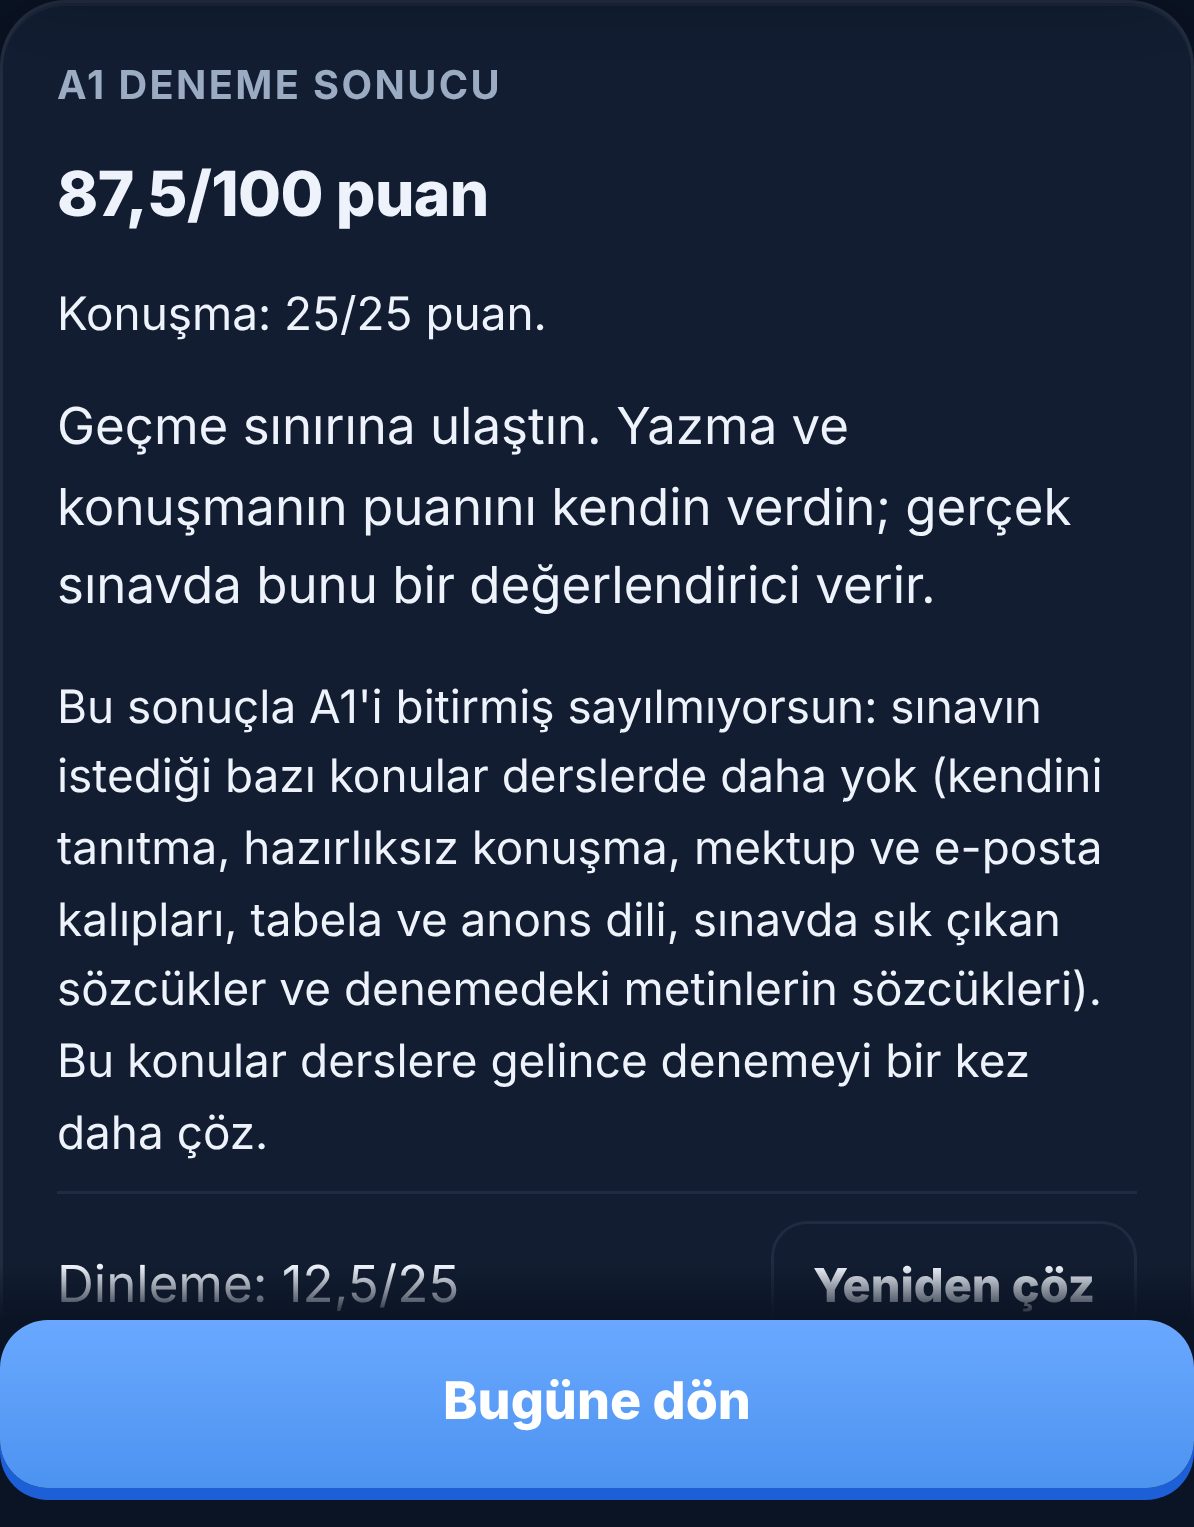 A1 DENEME SONUCU
87,5/100 puan
Konuşma: 25/25 puan.
Geçme sınırına ulaştın. Yazma ve
konuşmanın puanını kendin verdin; gerçek
sınavda bunu bir değerlendirici verir.
Bu sonuçla A1'i bitirmiş sayılmıyorsun: sınavın
istediği bazı konular derslerde daha yok (kendini
tanıtma, hazırlıksız konuşma, mektup ve e-posta
kalıpları, tabela ve anons dili, sınavda sık çıkan
sözcükler ve denemedeki metinlerin sözcükleri).
Bu konular derslere gelince denemeyi bir kez
daha çöz.
Dinleme: 12,5/25
Yeniden çöz
Bugüne dön